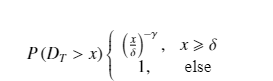 P(D_T > x) { (x/δ)^{-γ}, x ⩾ δ
1, else